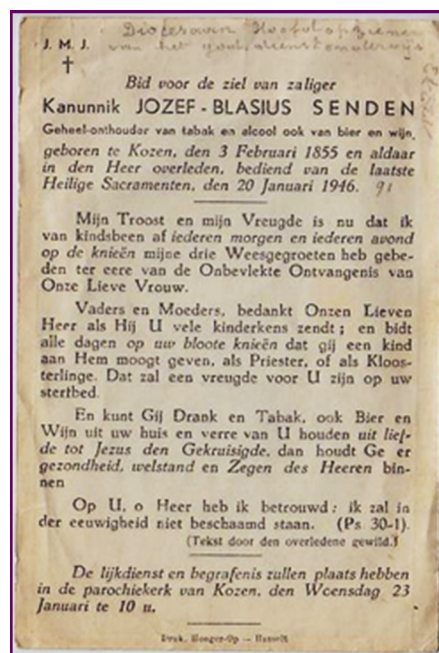 Diocesaan Hoofdopziener
J. M. J. van het godsdienstonderwijs
†
Bid voor de ziel van zaliger
Kanunnik JOZEF - BLASIUS SENDEN
Geheel-onthouder van tabak en alcool ook van bier en wijn.
geboren te Kozen, den 3 Februari 1855 en aldaar
in den Heer overleden, bediend van de laatste
Heilige Sacramenten, den 20 Januari 1946. 91
Mijn Troost en mijn Vreugde is nu dat ik
van kindsbeen af iederen morgen en iederen avond
op de knieën mijne drie Weesgegroeten heb gebe-
den ter eere van de Onbevlekte Ontvangenis van
Onze Lieve Vrouw.
Vaders en Moeders, bedankt Onzen Lieven
Heer als Hij U vele kinderkens zendt ; en bidt
alle dagen op uw bloote knieën dat gij een kind
aan Hem moogt geven, als Priester, of als Kloos-
terlinge. Dat zal een vreugde voor U zijn op uw
sterfbed.
En kunt Gij Drank en Tabak, ook Bier en
Wijn uit uw huis en verre van U houden uit lief-
de tot Jezus den Gekruisigde, dan houdt Ge er
gezondheid, welstand en Zegen des Heeren bin-
nen
Op U, o Heer heb ik betrouwd : ik zal in
der eeuwigheid niet beschaamd staan. (Ps 30-1).
(Tekst door den overledene gewild.)
De lijkdienst en begrafenis zullen plaats hebben
in de parochiekerk van Kozen, den Woensdag 23
Januari te 10 u.
Druk. Hooger-Op — Hasselt